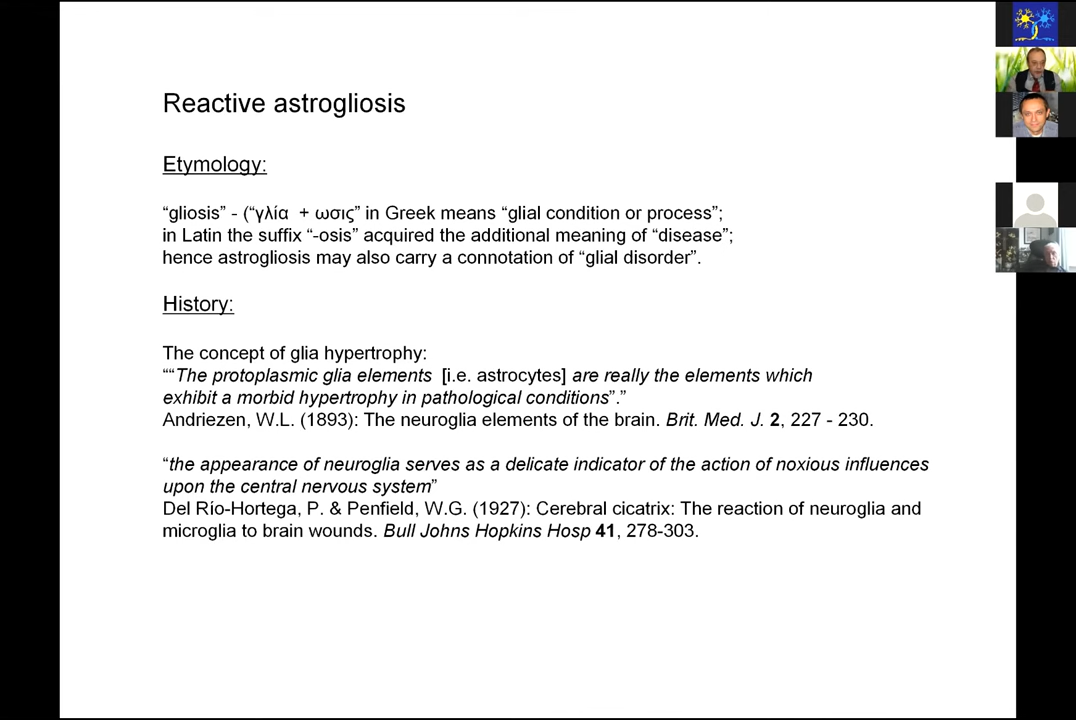 Reactive astrogliosis
Etymology:
“gliosis” - (“γλία + ωσις” in Greek means “glial condition or process”;
in Latin the suffix “-osis” acquired the additional meaning of “disease”;
hence astrogliosis may also carry a connotation of “glial disorder”.
History:
The concept of glia hypertrophy:
““The protoplasmic glia elements [i.e. astrocytes] are really the elements which
exhibit a morbid hypertrophy in pathological conditions”.”
Andriezen, W.L. (1893): The neuroglia elements of the brain. Brit. Med. J. 2, 227 - 230.
“the appearance of neuroglia serves as a delicate indicator of the action of noxious influences
upon the central nervous system”
Del Río-Hortega, P. & Penfield, W.G. (1927): Cerebral cicatrix: The reaction of neuroglia and
microglia to brain wounds. Bull Johns Hopkins Hosp 41, 278-303.